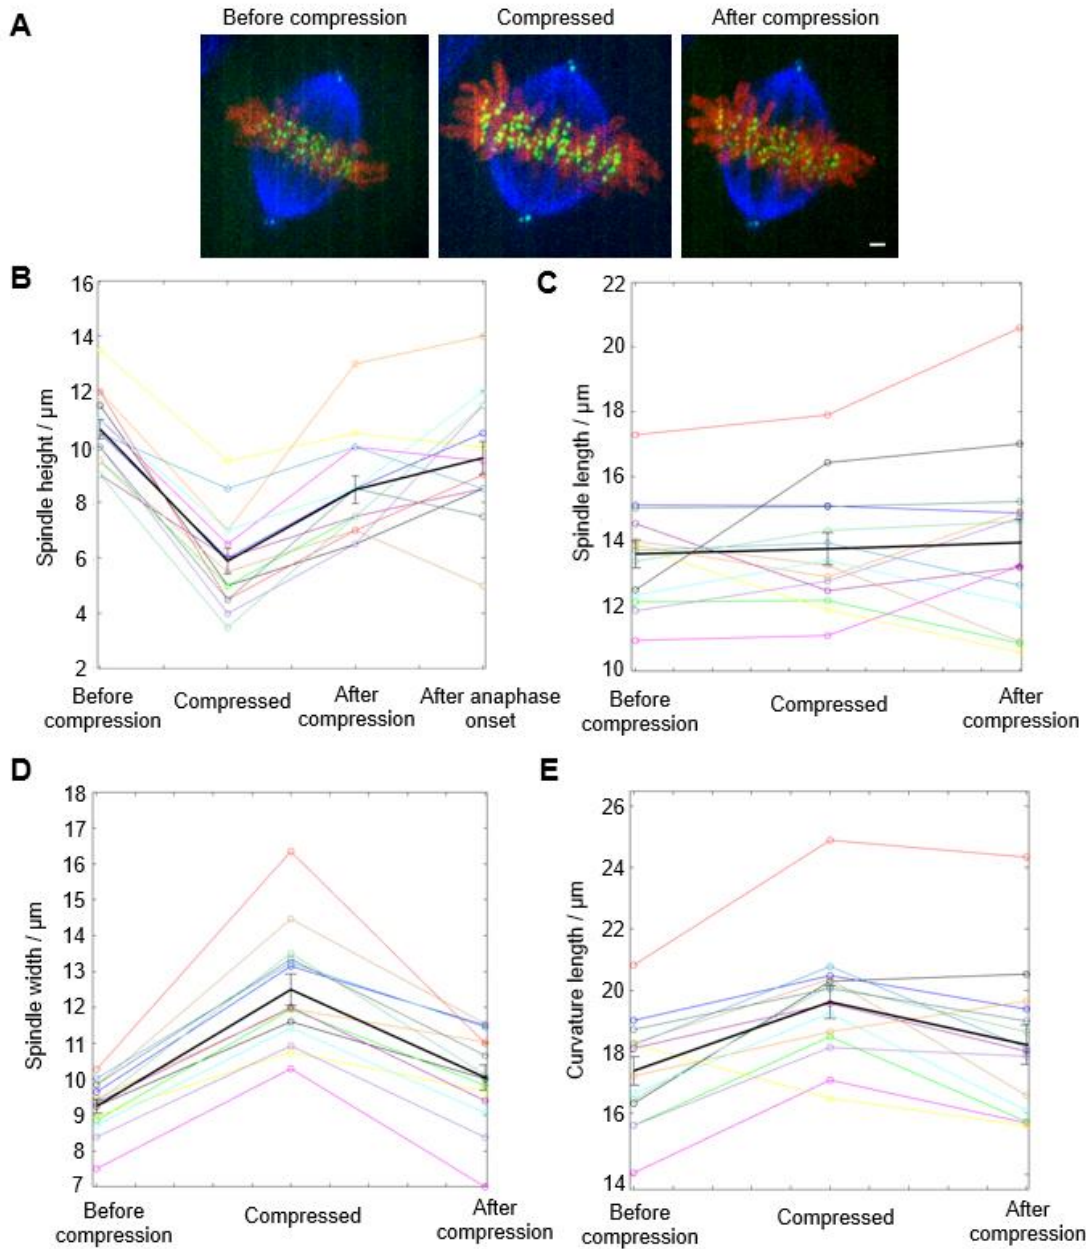 A
Before compression
Compressed
After compression
B
16
14
12
10
8
6
4
2
Spindle height / µm
Before
compression
Compressed
After
compression
After anaphase
onset
C
22
20
18
16
14
12
10
Spindle length / µm
Before
compression
Compressed
After
compression
D
18
17
16
15
14
13
12
11
10
9
8
7
Spindle width / µm
Before
compression
Compressed
After
compression
E
26
24
22
20
18
16
14
Curvature length / µm
Before
compression
Compressed
After
compression